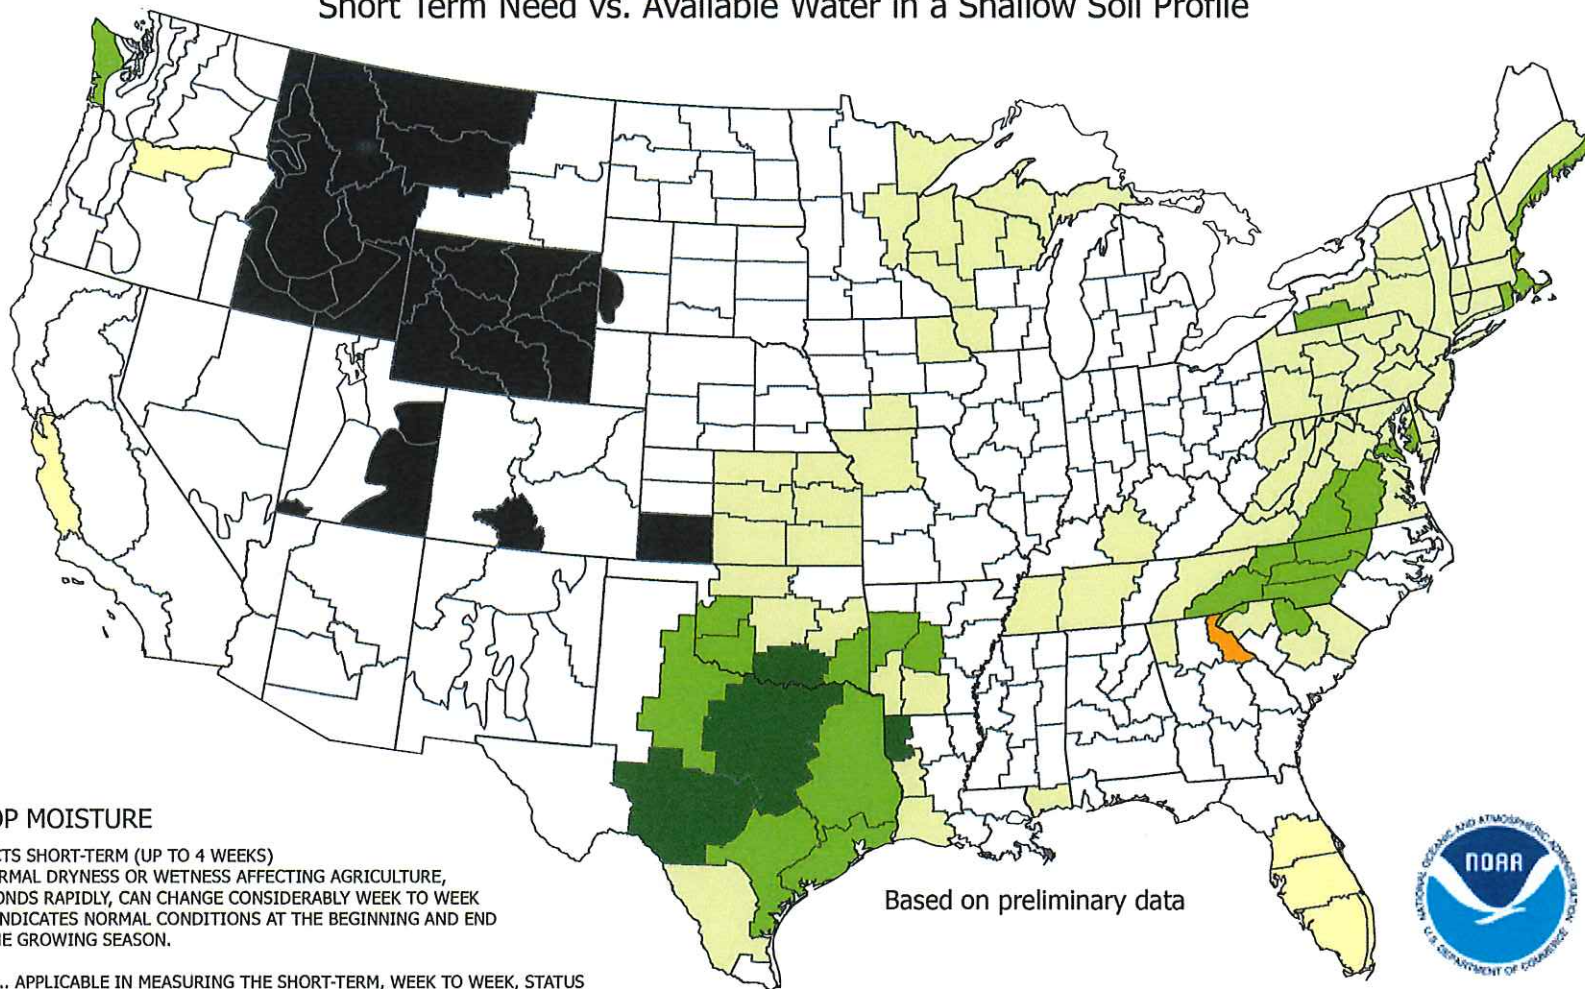 Short Term Need vs. Available Water in a Shallow Soil Profile
OP MOISTURE
CTS SHORT-TERM (UP TO 4 WEEKS)
RMAL DRYNESS OR WETNESS AFFECTING AGRICULTURE,
ONDS RAPIDLY, CAN CHANGE CONSIDERABLY WEEK TO WEEK
INDICATES NORMAL CONDITIONS AT THE BEGINNING AND END
HE GROWING SEASON.
.. APPLICABLE IN MEASURING THE SHORT-TERM, WEEK TO WEEK, STATUS
Based on preliminary data
NATIONAL OCEANIC AND ATMOSPHERIC ADMINISTRATION
NOAA
U.S. DEPARTMENT OF COMMERCE